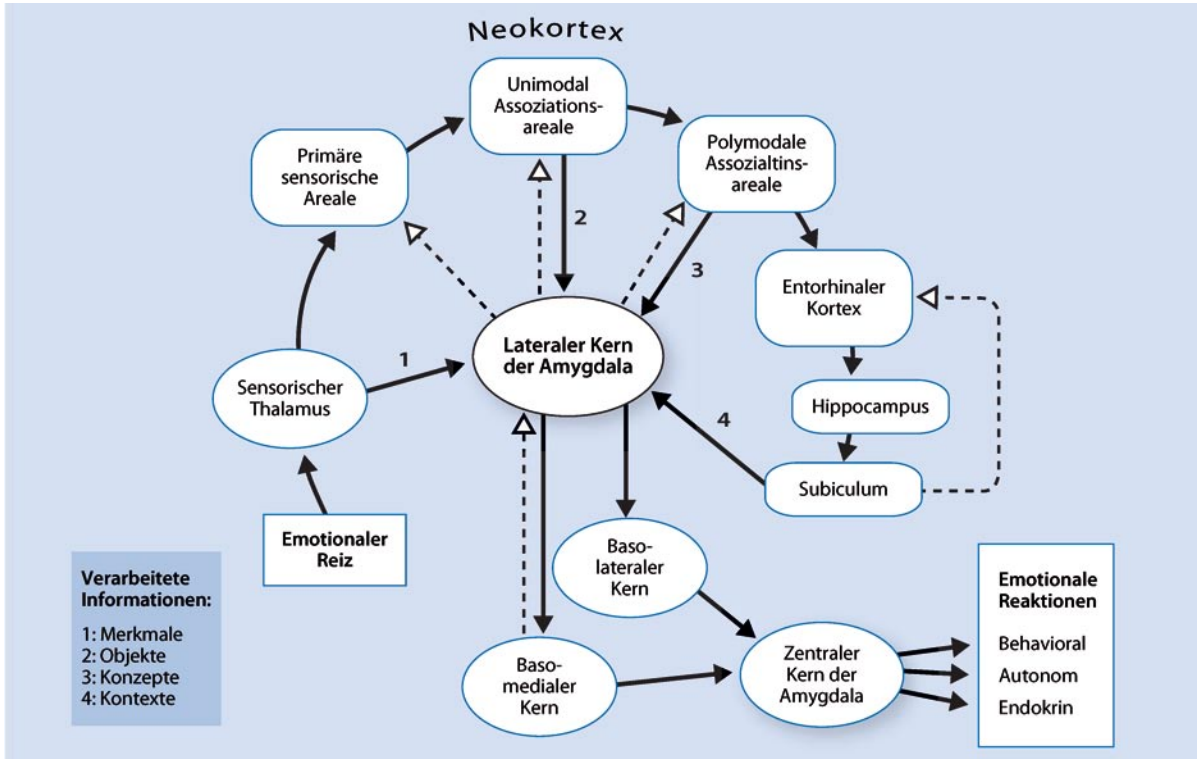 Neokortex
Unimodal
Assoziations-
areale
Primäre
sensorische
Areale
Polymodale
Assozialtins-
areale
2
3
Entorhinaler
Kortex
Lateraler Kern
der Amygdala
1
Sensorischer
Thalamus
Hippocampus
4
Subiculum
Emotionaler
Reiz
Baso-
lateraler
Kern
Verarbeitete
Informationen:
1: Merkmale
2: Objekte
3: Konzepte
4: Kontexte
Baso-
medialer
Kern
Zentraler
Kern der
Amygdala
Emotionale
Reaktionen
Behavioral
Autonom
Endokrin